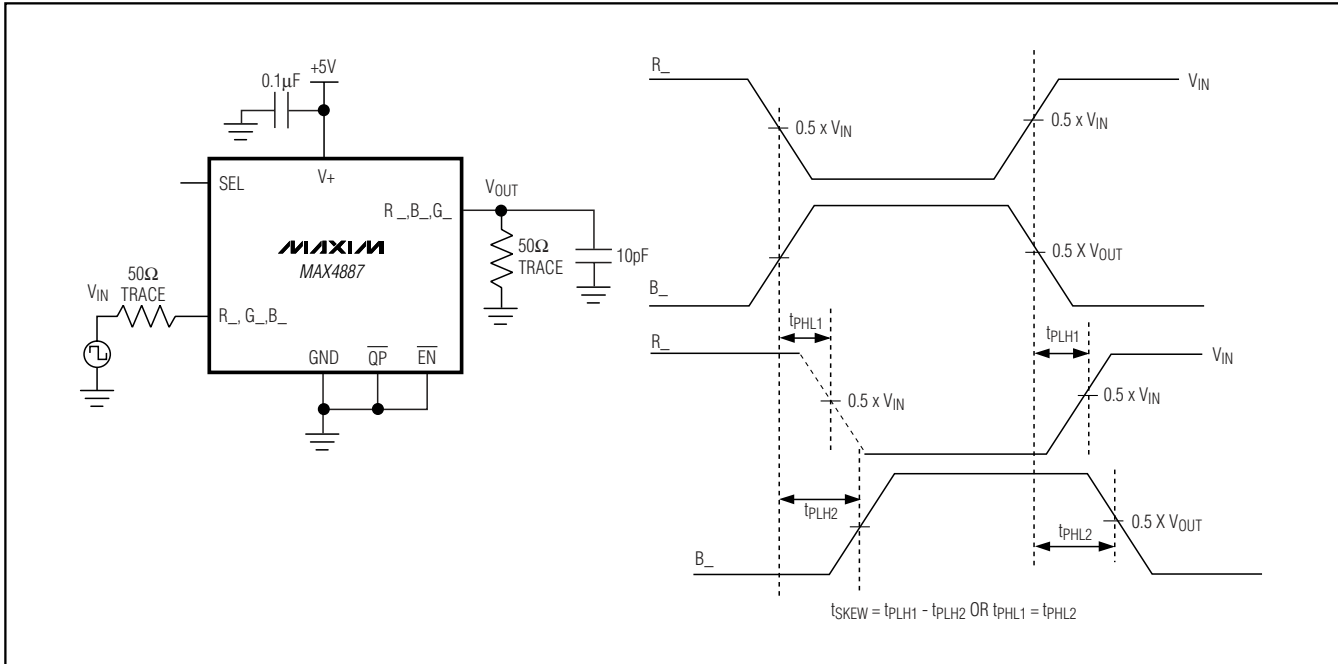 +5V
0.1µF
SEL
V+
VOUT
R _,B_,G_
MAXIM
MAX4887
50Ω
TRACE
10pF
50Ω
TRACE
VIN
R_, G_,B_
GND
QP
EN
R_
VIN
0.5 x VIN
0.5 x VIN
B_
0.5 X VOUT
tPHL1
tPLH1
R_
VIN
0.5 x VIN
0.5 x VIN
tPLH2
tPHL2
0.5 X VOUT
B_
tSKEW = tPLH1 - tPLH2 OR tPHL1 = tPHL2